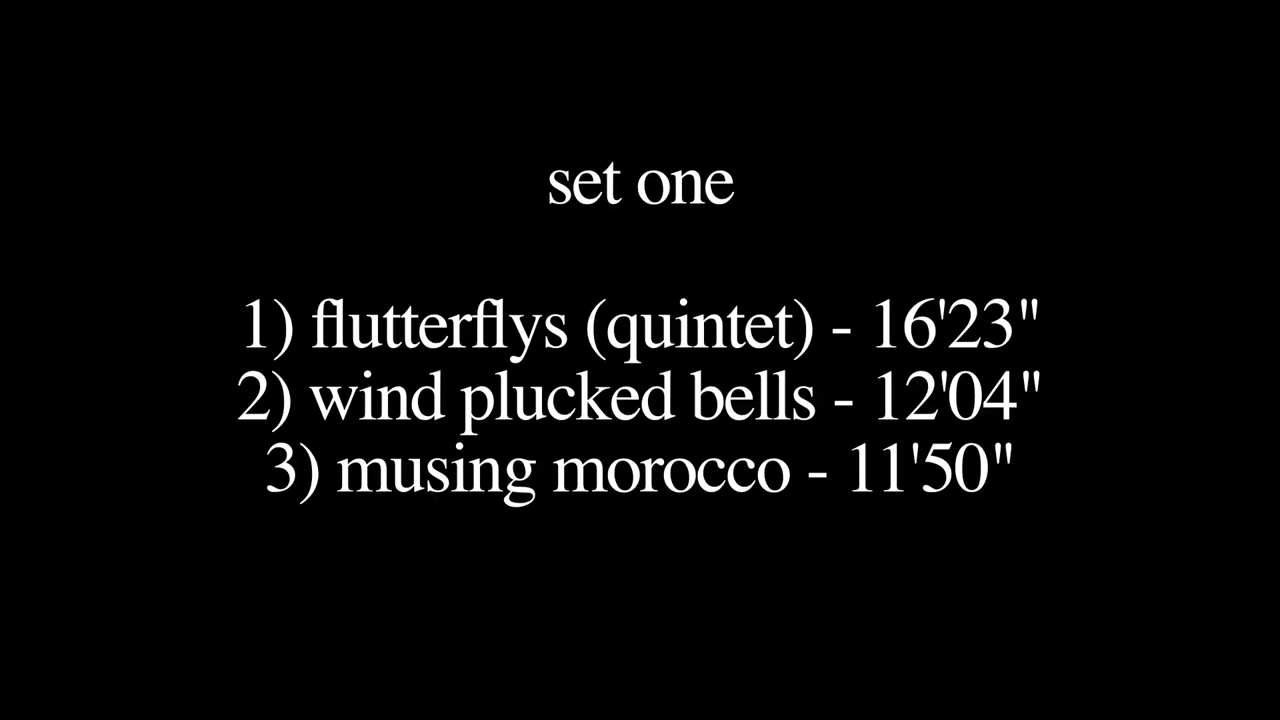 set one
1) flutterflys (quintet) - 16'23"
2) wind plucked bells - 12'04"
3) musing morocco - 11'50"